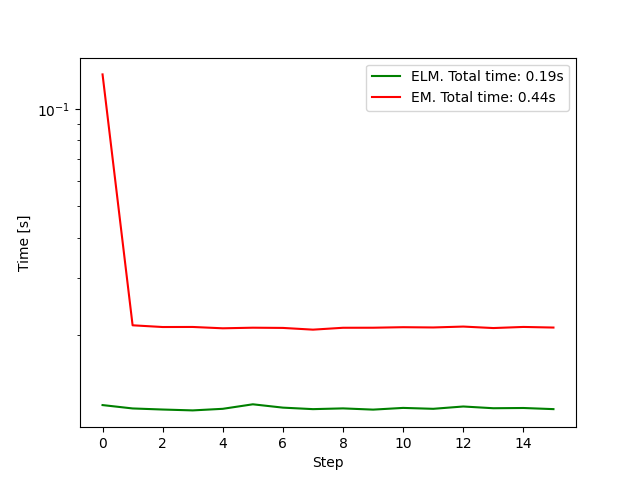 ELM. Total time: 0.19s
EM. Total time: 0.44s
10⁻¹
Time [s]
0 2 4 6 8 10 12 14
Step